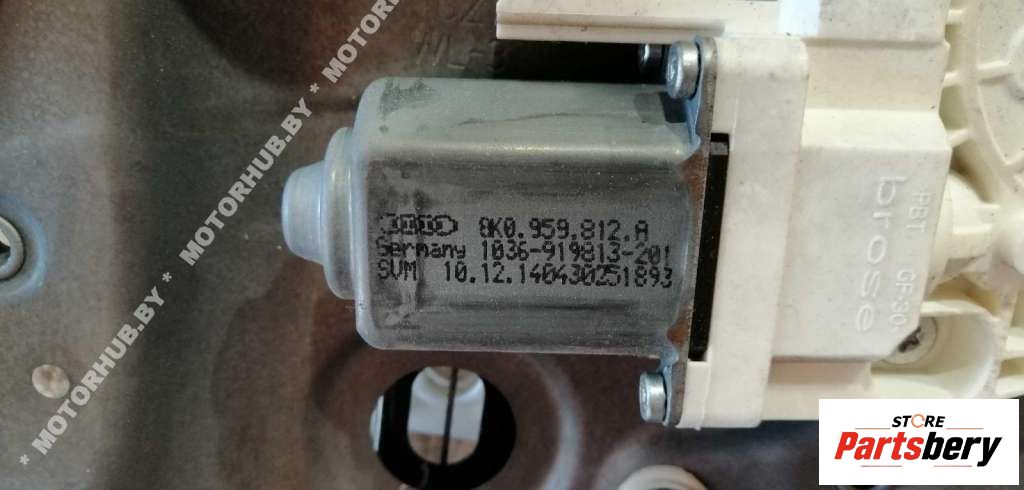 8K0.959.812.A
Germany 1036-919813-201
SVM 10.12.140430251893
brose
PBT GF30
* MOTORHUB.BY * MOTORHUB.BY * MOTORHUB.BY *
STORE
Partsbery